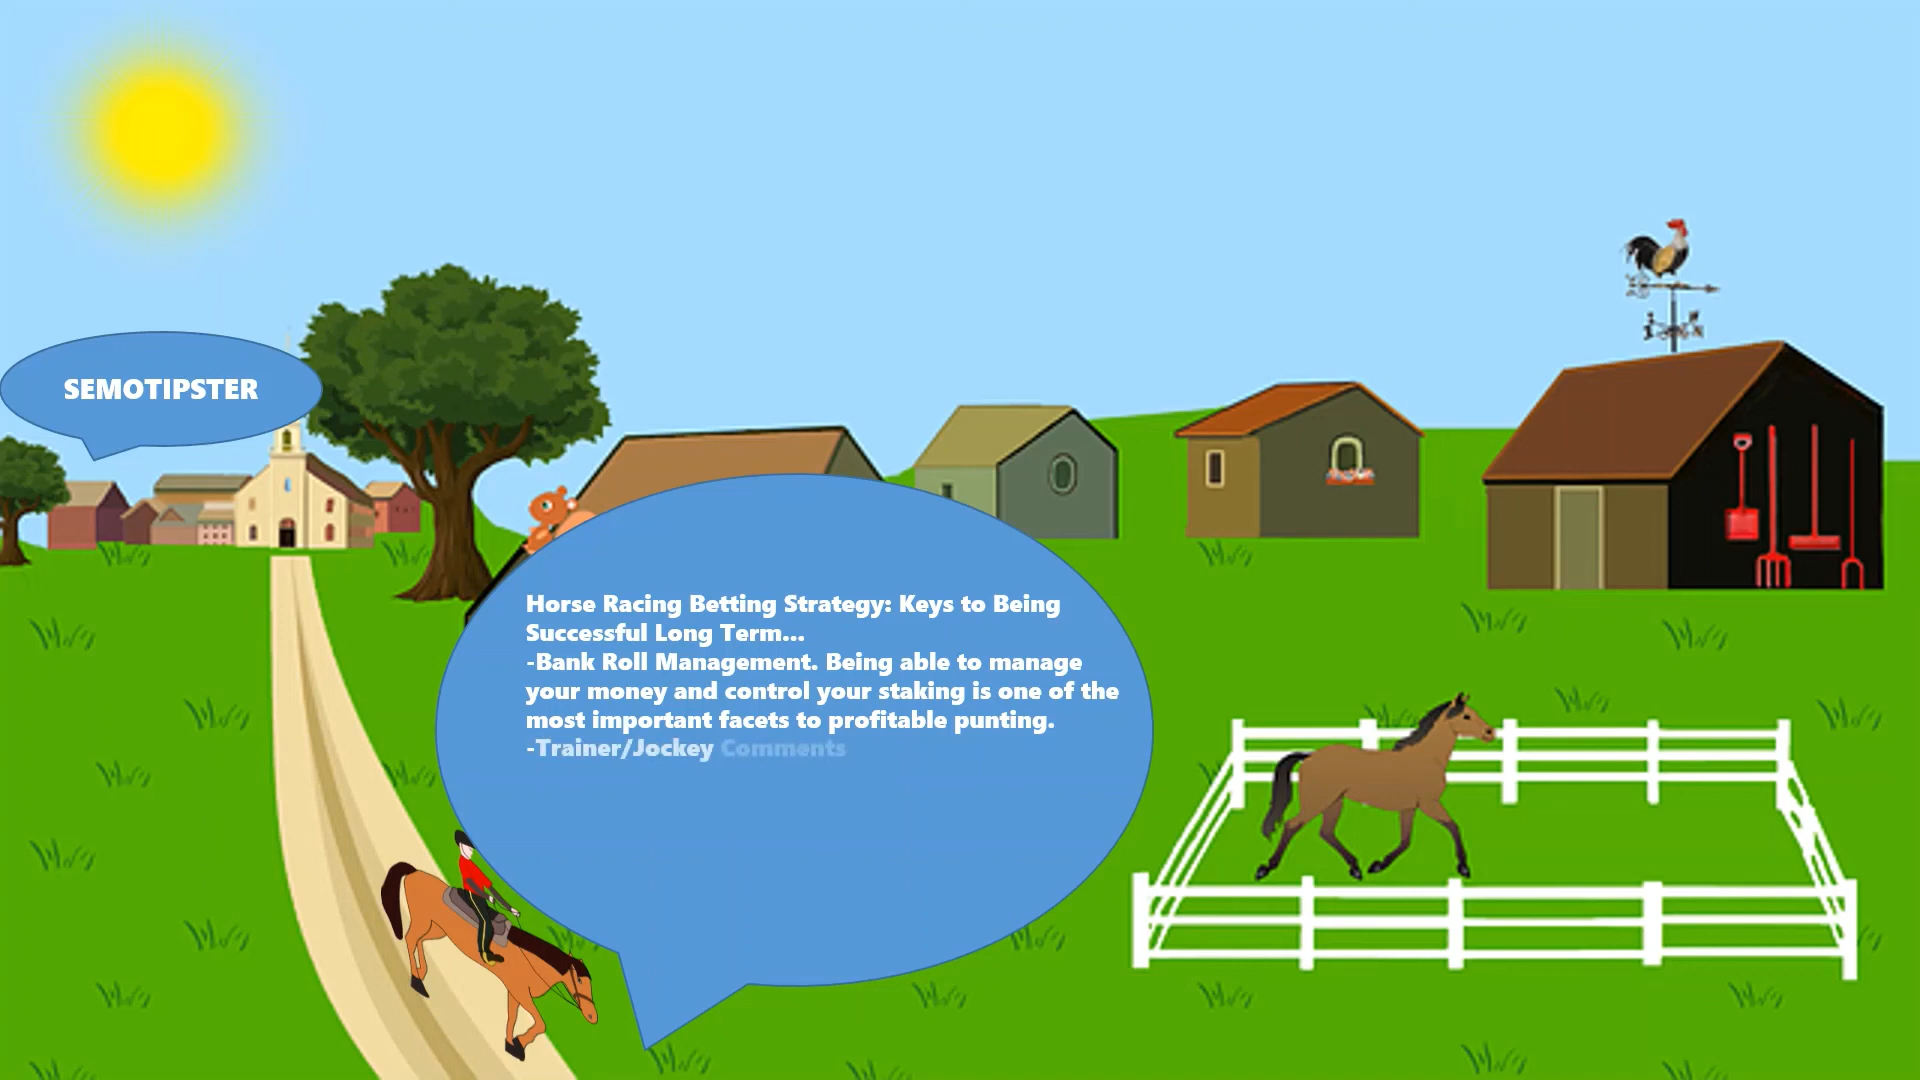 SEMOTIPSTER
Horse Racing Betting Strategy: Keys to Being
Successful Long Term...
-Bank Roll Management. Being able to manage
your money and control your staking is one of the
most important facets to profitable punting.
-Trainer/Jockey Comments